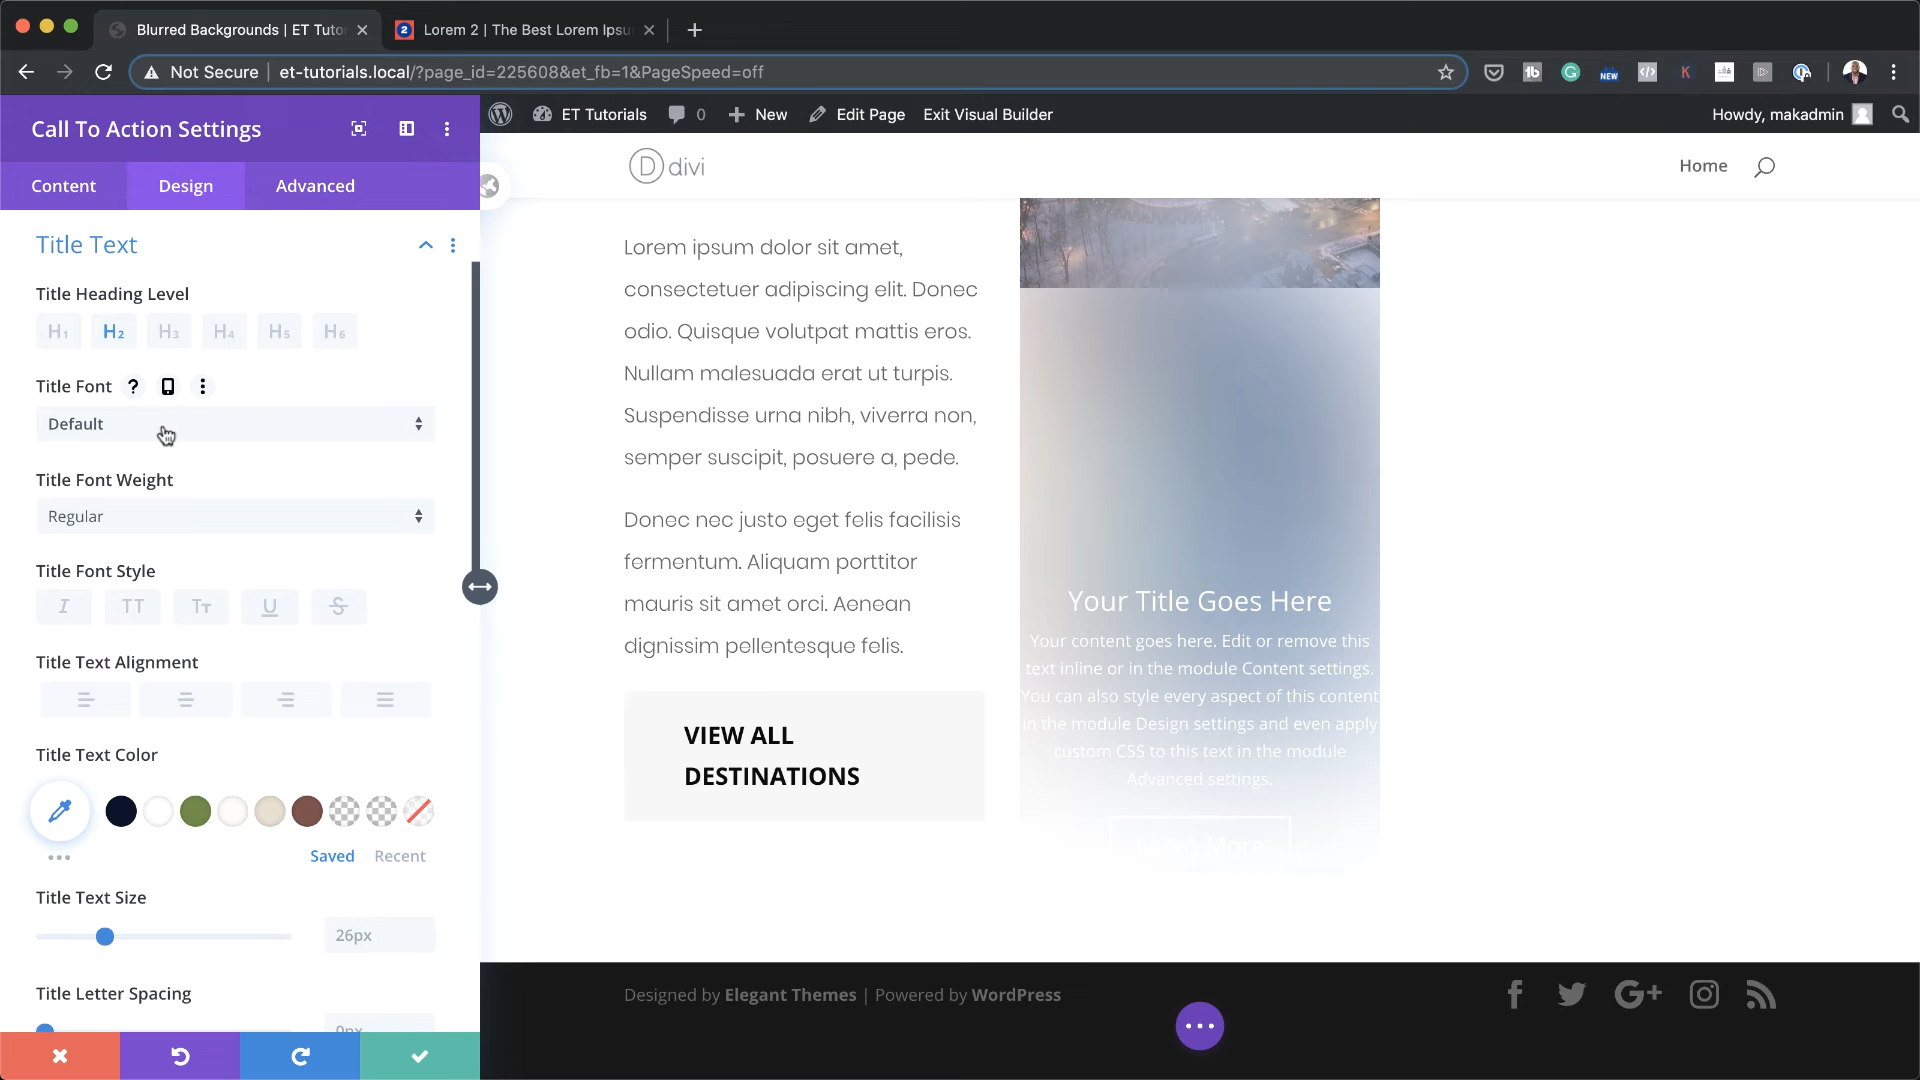 Blurred Backgrounds | ET Tuto
2 Lorem 2 | The Best Lorem Ipsu
Not Secure | et-tutorials.local/?page_id=225608&et_fb=1&PageSpeed=off
NEW
Call To Action Settings
Content Design Advanced
Title Text
Title Heading Level
H1 H2 H3 H4 H5 H6
Title Font ?
Default
Title Font Weight
Regular
Title Font Style
I TT Tт U S
Title Text Alignment
Title Text Color
Saved Recent
Title Text Size
26px
Title Letter Spacing
0px
ET Tutorials 0 New Edit Page Exit Visual Builder Howdy, makadmin
D divi
Home
Lorem ipsum dolor sit amet,
consectetuer adipiscing elit. Donec
odio. Quisque volutpat mattis eros.
Nullam malesuada erat ut turpis.
Suspendisse urna nibh, viverra non,
semper suscipit, posuere a, pede.
Donec nec justo eget felis facilisis
fermentum. Aliquam porttitor
mauris sit amet orci. Aenean
dignissim pellentesque felis.
VIEW ALL
DESTINATIONS
Your Title Goes Here
Your content goes here. Edit or remove this
text inline or in the module Content settings.
You can also style every aspect of this content
in the module Design settings and even apply
custom CSS to this text in the module
Advanced settings.
Learn More
Designed by Elegant Themes | Powered by WordPress